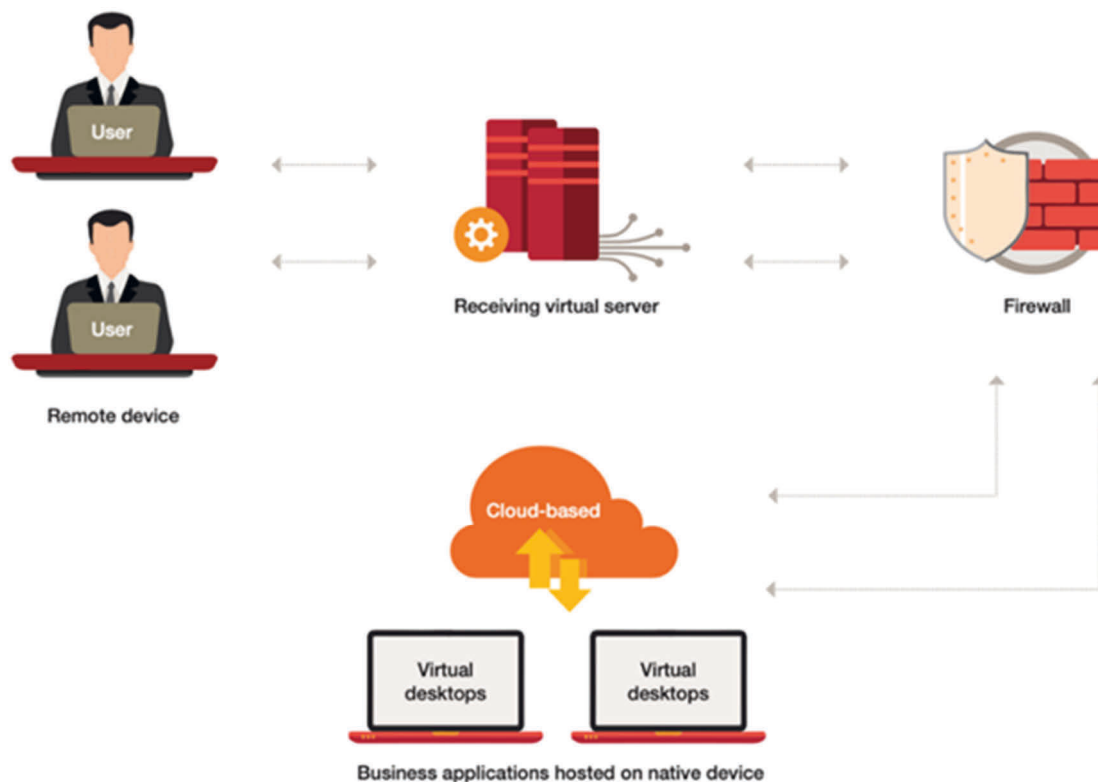 User
User
Remote device
Receiving virtual server
Firewall
Cloud-based
Virtual
desktops
Virtual
desktops
Business applications hosted on native device